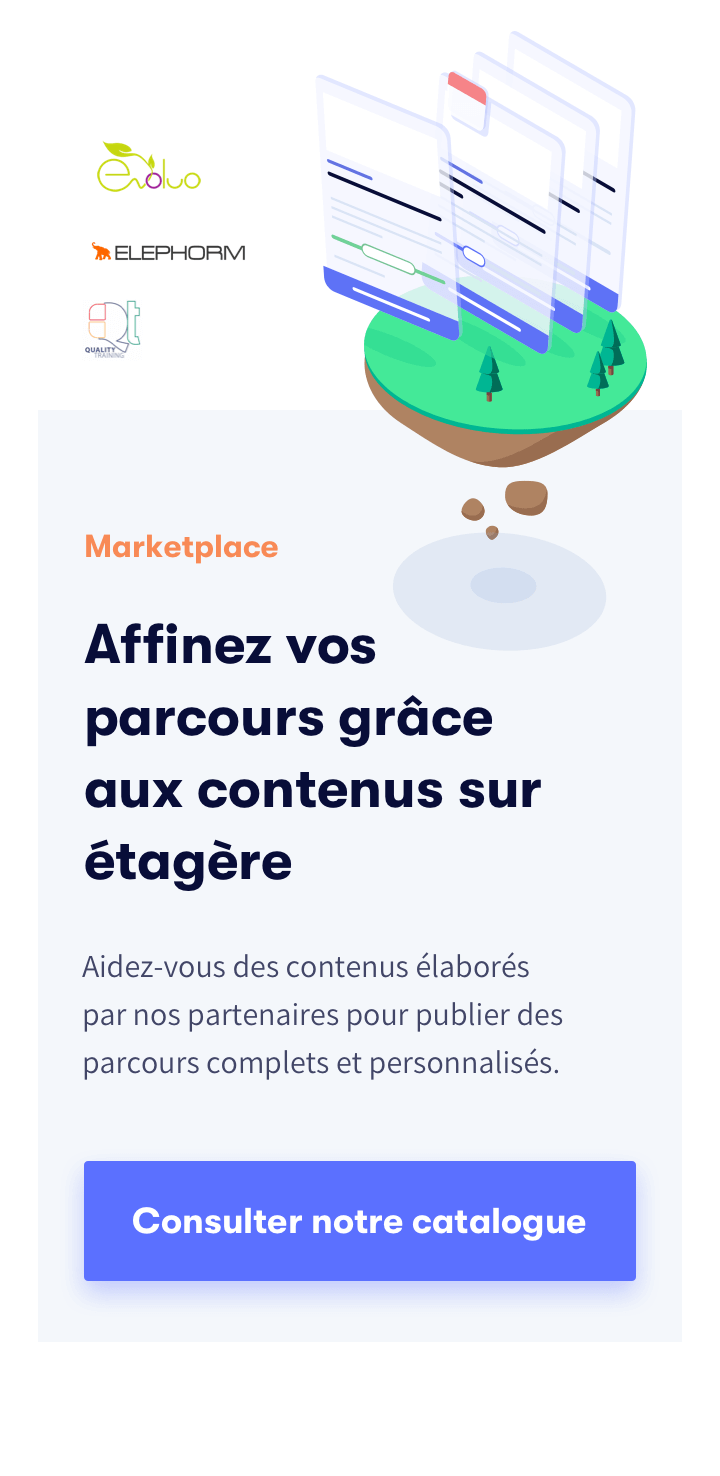 evoluo
ELEPHORM
Qt
QUALITY
TRAINING
Marketplace
Affinez vos
parcours grâce
aux contenus sur
étagère
Aidez-vous des contenus élaborés
par nos partenaires pour publier des
parcours complets et personnalisés.
Consulter notre catalogue